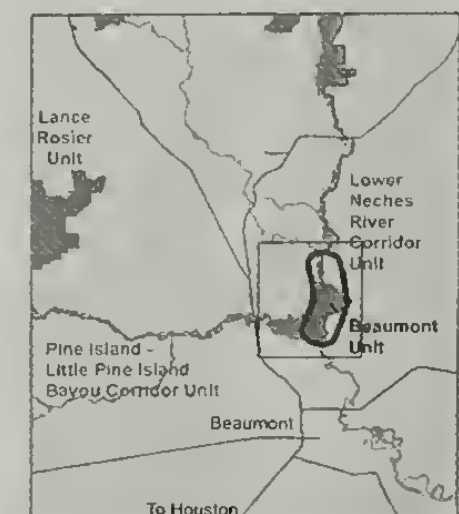 Lance
Rosier
Unit
Lower
Neches
River
Corridor
Unit
Beaumont
Unit
Pine Island -
Little Pine Island
Bayou Corridor Unit
Beaumont
To Houston